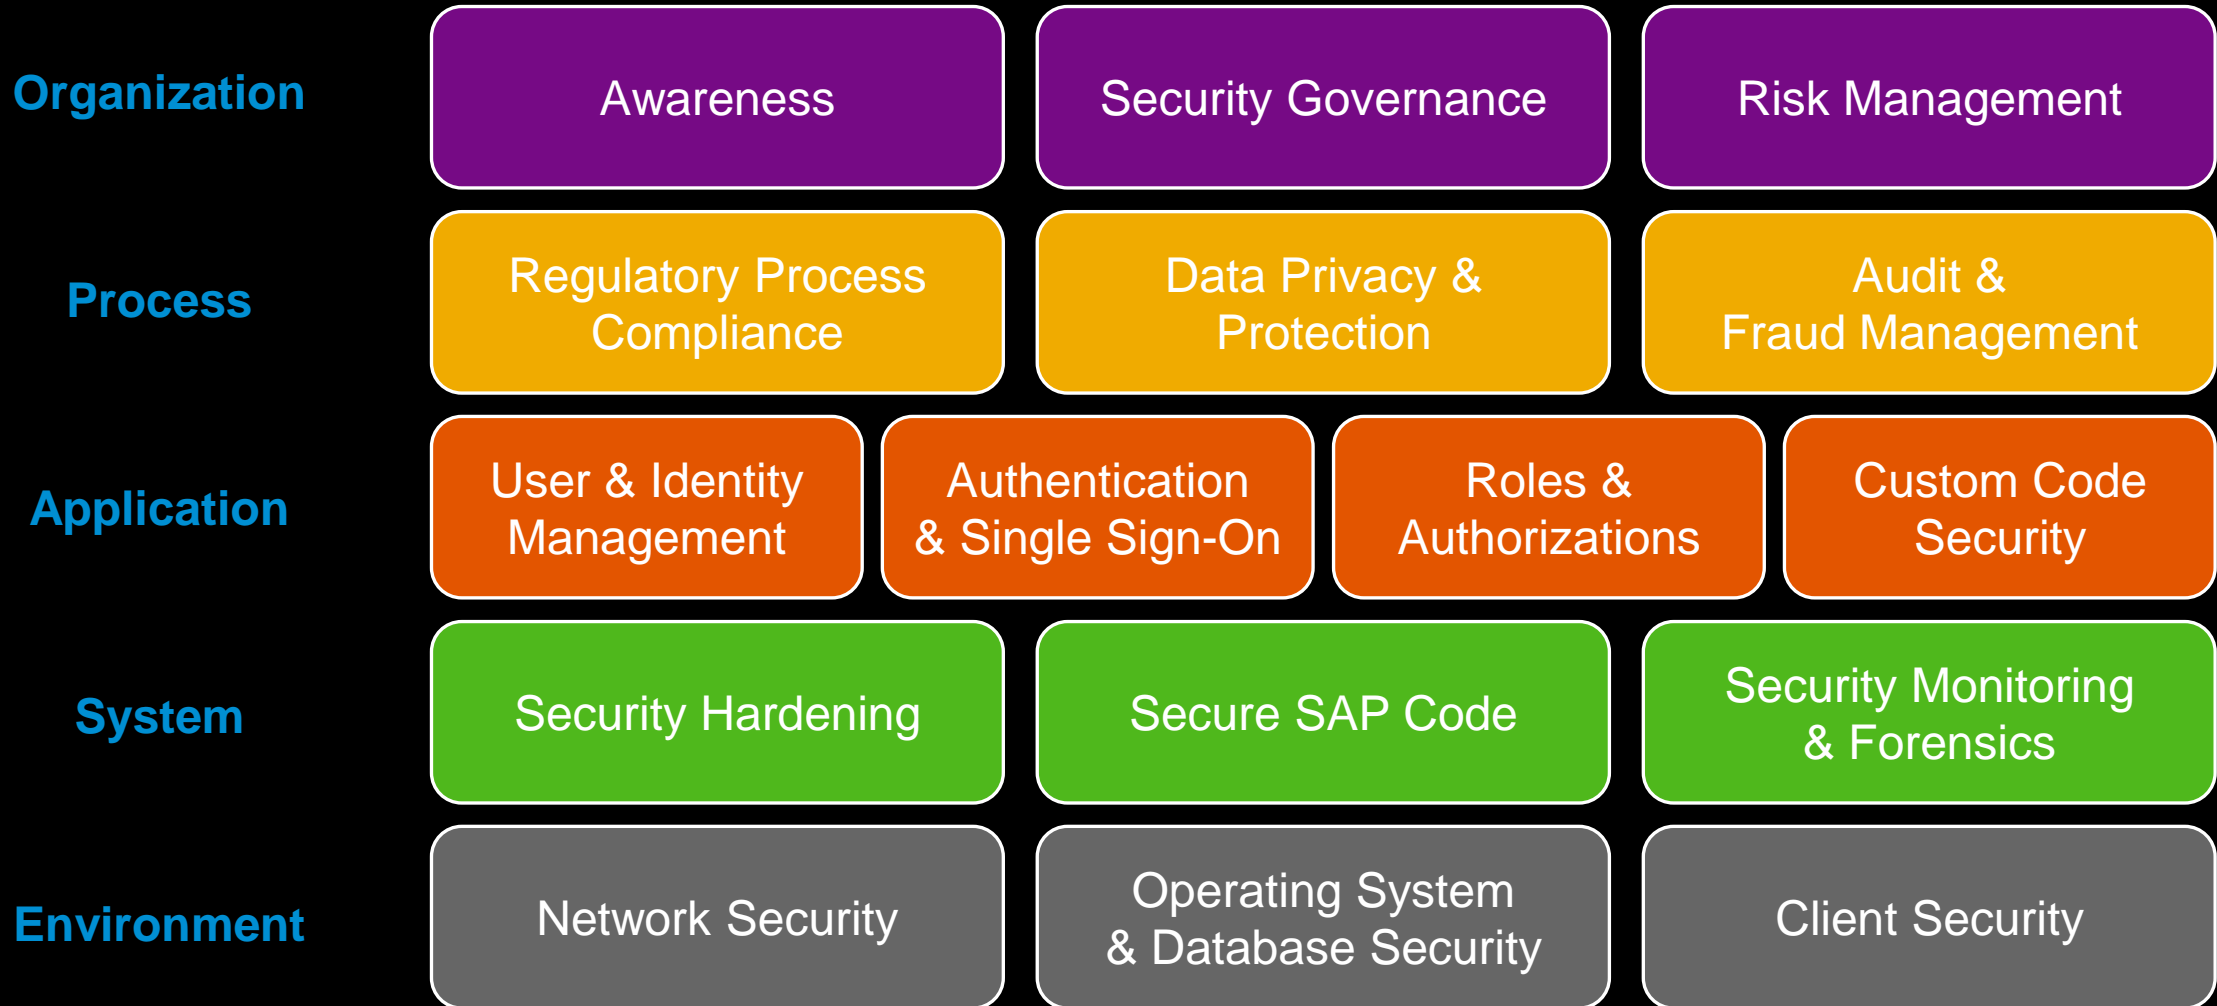 Organization
Awareness
Security Governance
Risk Management
Process
Regulatory Process
Compliance
Data Privacy &
Protection
Audit &
Fraud Management
Application
User & Identity
Management
Authentication
& Single Sign-On
Roles &
Authorizations
Custom Code
Security
System
Security Hardening
Secure SAP Code
Security Monitoring
& Forensics
Environment
Network Security
Operating System
& Database Security
Client Security